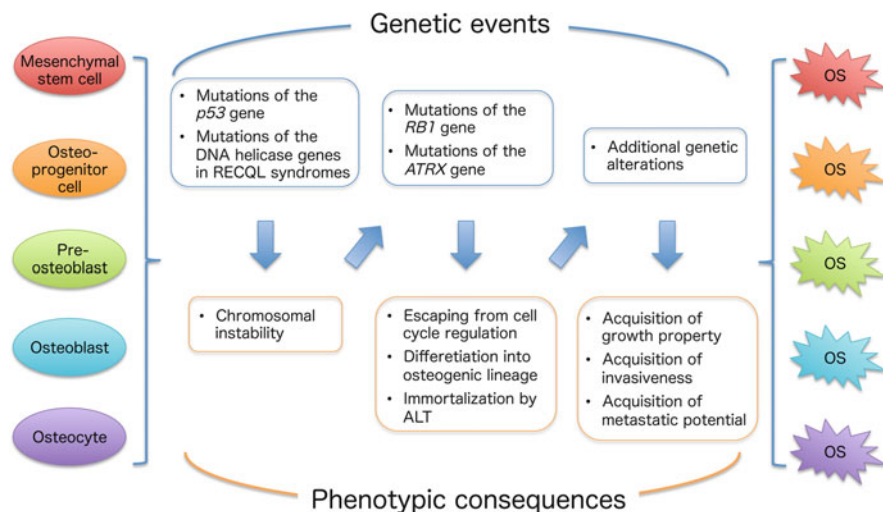 Genetic events
Mesenchymal
stem cell
Osteo-
progenitor
cell
Pre-
osteoblast
Osteoblast
Osteocyte
• Mutations of the
p53 gene
• Mutations of the
DNA helicase genes
in RECQL syndromes
• Mutations of the
RB1 gene
• Mutations of the
ATRX gene
• Additional genetic
alterations
• Chromosomal
instability
• Escaping from cell
cycle regulation
• Differetiation into
osteogenic lineage
• Immortalization by
ALT
• Acquisition of
growth property
• Acquisition of
invasiveness
• Acquisition of
metastatic potential
OS
OS
OS
OS
OS
Phenotypic consequences